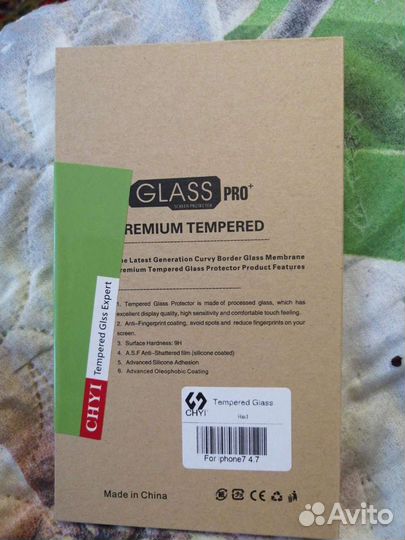 GLASS PRO+
SCREEN PROTECTOR
REMIUM TEMPERED
he Latest Generation Curvy Border Glass Membrane
remium Tempered Glass Protector Product Features
1. Tempered Glass Protector is made of processed glass, which has
excellent display quality, high sensitivity and comfortable touch feeling.
2. Anti-Fingerprint coating, avoid spots and reduce fingerprints on your
screen.
3. Surface Hardness: 9H
4. A.S.F Anti-Shattered film (silicone coated)
5. Advanced Silicone Adhesion
6. Advanced Oleophobic Coating
CHYI Tempered Glss Expert
CHYI
Tempered Glass
For iphone7 4.7
Made in China
CE
Avito